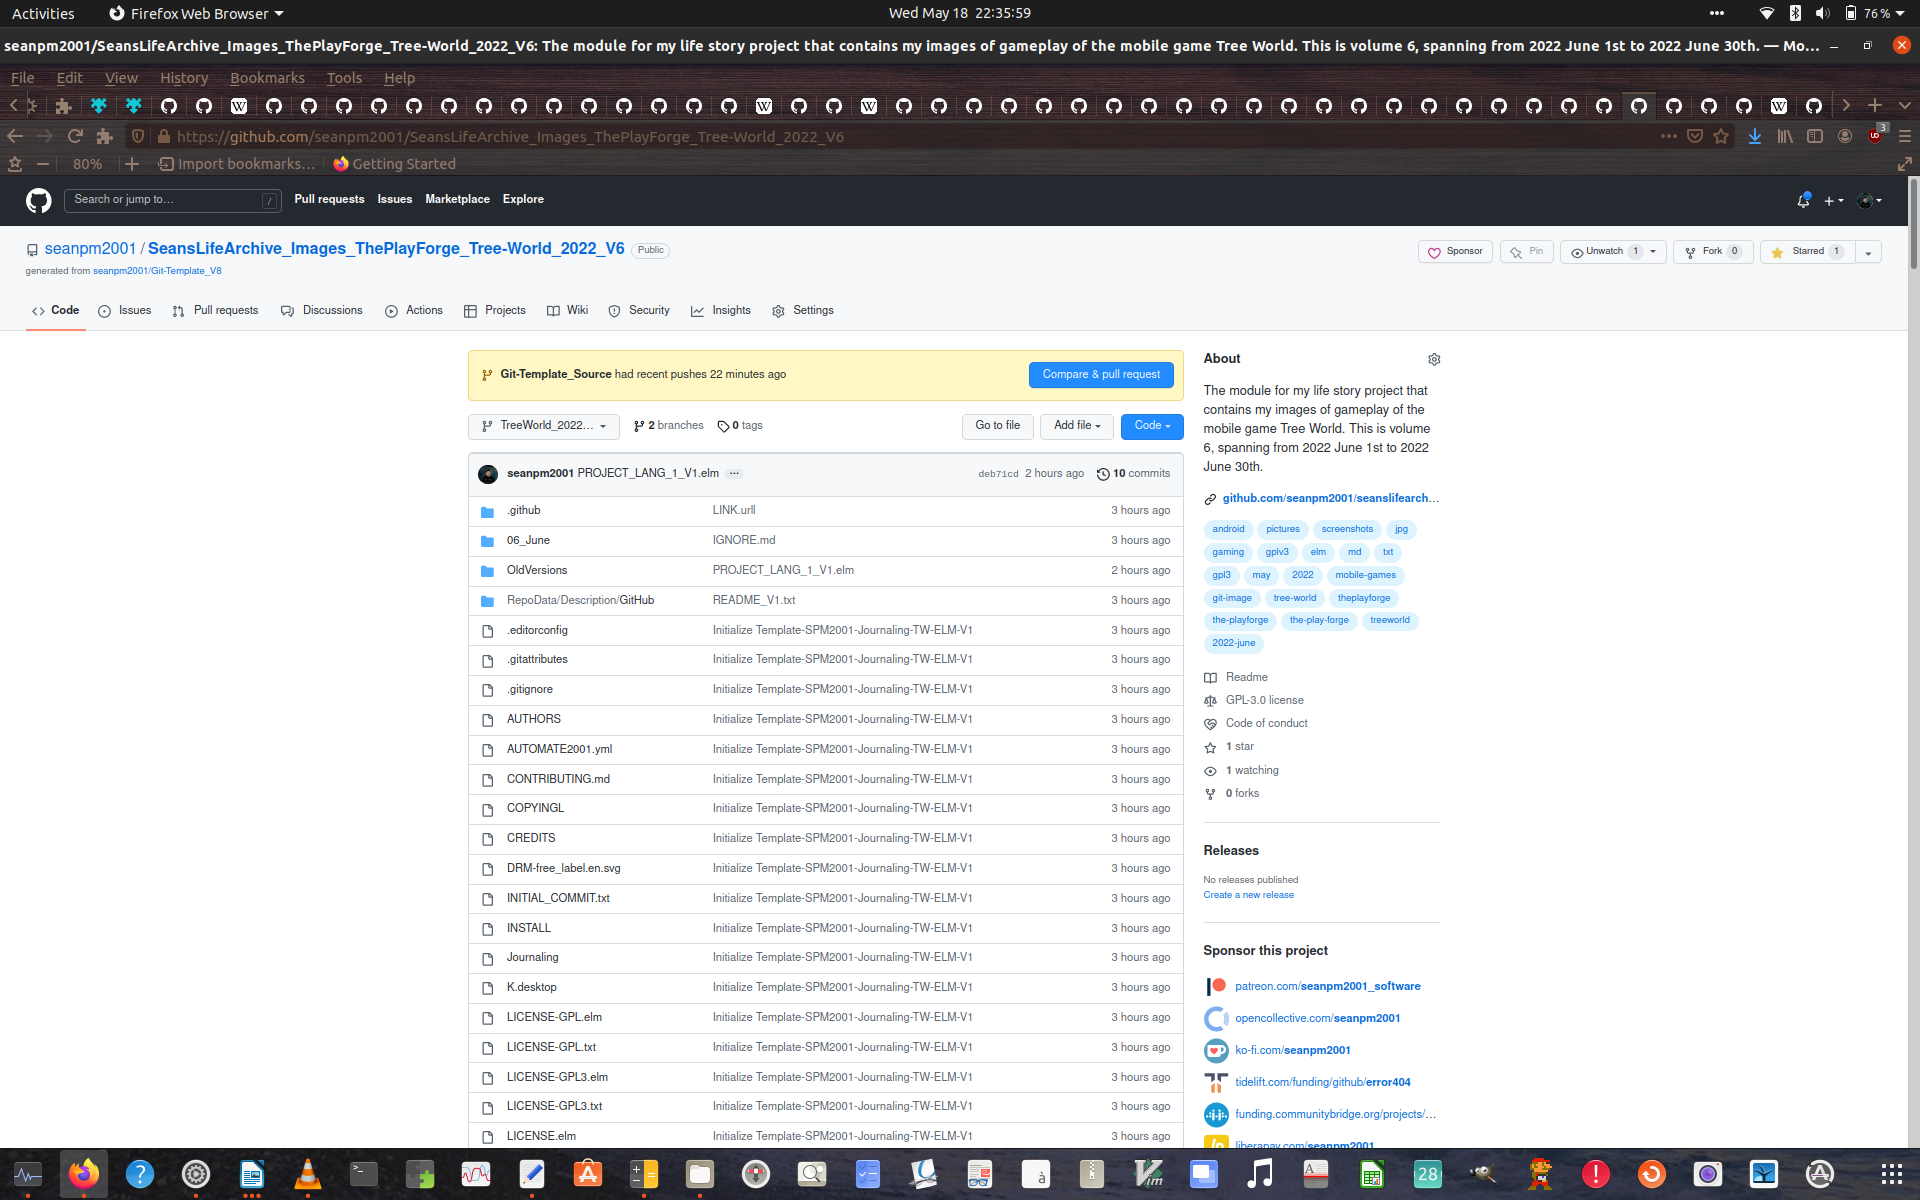 Activities Firefox Web Browser Wed May 18 22:35:59 76 %
seanpm2001/SeansLifeArchive_Images_ThePlayForge_Tree-World_2022_V6: The module for my life story project that contains my images of gameplay of the mobile game Tree World. This is volume 6, spanning from 2022 June 1st to 2022 June 30th. — Mo...
File Edit View History Bookmarks Tools Help
https://github.com/seanpm2001/SeansLifeArchive_Images_ThePlayForge_Tree-World_2022_V6 3
80% Import bookmarks... Getting Started
Search or jump to... / Pull requests Issues Marketplace Explore
seanpm2001 / SeansLifeArchive_Images_ThePlayForge_Tree-World_2022_V6 Public Sponsor Pin Unwatch 1 Fork 0 Starred 1
generated from seanpm2001/Git-Template_V8
Code Issues Pull requests Discussions Actions Projects Wiki Security Insights Settings
Git-Template_Source had recent pushes 22 minutes ago Compare & pull request
TreeWorld_2022... 2 branches 0 tags Go to file Add file Code
seanpm2001 PROJECT_LANG_1_V1.elm ... deb71cd 2 hours ago 10 commits
.github LINK.urll 3 hours ago
06_June IGNORE.md 3 hours ago
OldVersions PROJECT_LANG_1_V1.elm 2 hours ago
RepoData/Description/GitHub README_V1.txt 3 hours ago
.editorconfig Initialize Template-SPM2001-Journaling-TW-ELM-V1 3 hours ago
.gitattributes Initialize Template-SPM2001-Journaling-TW-ELM-V1 3 hours ago
.gitignore Initialize Template-SPM2001-Journaling-TW-ELM-V1 3 hours ago
AUTHORS Initialize Template-SPM2001-Journaling-TW-ELM-V1 3 hours ago
AUTOMATE2001.yml Initialize Template-SPM2001-Journaling-TW-ELM-V1 3 hours ago
CONTRIBUTING.md Initialize Template-SPM2001-Journaling-TW-ELM-V1 3 hours ago
COPYINGL Initialize Template-SPM2001-Journaling-TW-ELM-V1 3 hours ago
CREDITS Initialize Template-SPM2001-Journaling-TW-ELM-V1 3 hours ago
DRM-free_label.en.svg Initialize Template-SPM2001-Journaling-TW-ELM-V1 3 hours ago
INITIAL_COMMIT.txt Initialize Template-SPM2001-Journaling-TW-ELM-V1 3 hours ago
INSTALL Initialize Template-SPM2001-Journaling-TW-ELM-V1 3 hours ago
Journaling Initialize Template-SPM2001-Journaling-TW-ELM-V1 3 hours ago
K.desktop Initialize Template-SPM2001-Journaling-TW-ELM-V1 3 hours ago
LICENSE-GPL.elm Initialize Template-SPM2001-Journaling-TW-ELM-V1 3 hours ago
LICENSE-GPL.txt Initialize Template-SPM2001-Journaling-TW-ELM-V1 3 hours ago
LICENSE-GPL3.elm Initialize Template-SPM2001-Journaling-TW-ELM-V1 3 hours ago
LICENSE-GPL3.txt Initialize Template-SPM2001-Journaling-TW-ELM-V1 3 hours ago
LICENSE.elm Initialize Template-SPM2001-Journaling-TW-ELM-V1 3 hours ago
About
The module for my life story project that
contains my images of gameplay of the
mobile game Tree World. This is volume
6, spanning from 2022 June 1st to 2022
June 30th.
github.com/seanpm2001/seanslifearch...
android pictures screenshots jpg
gaming gplv3 elm md txt
gpl3 may 2022 mobile-games
git-image tree-world theplayforge
the-playforge the-play-forge treeworld
2022-june
Readme
GPL-3.0 license
Code of conduct
1 star
1 watching
0 forks
Releases
No releases published
Create a new release
Sponsor this project
patreon.com/seanpm2001_software
opencollective.com/seanpm2001
ko-fi.com/seanpm2001
tidelift.com/funding/github/error404
funding.communitybridge.org/projects/...
liberapay.com/seanpm2001
28